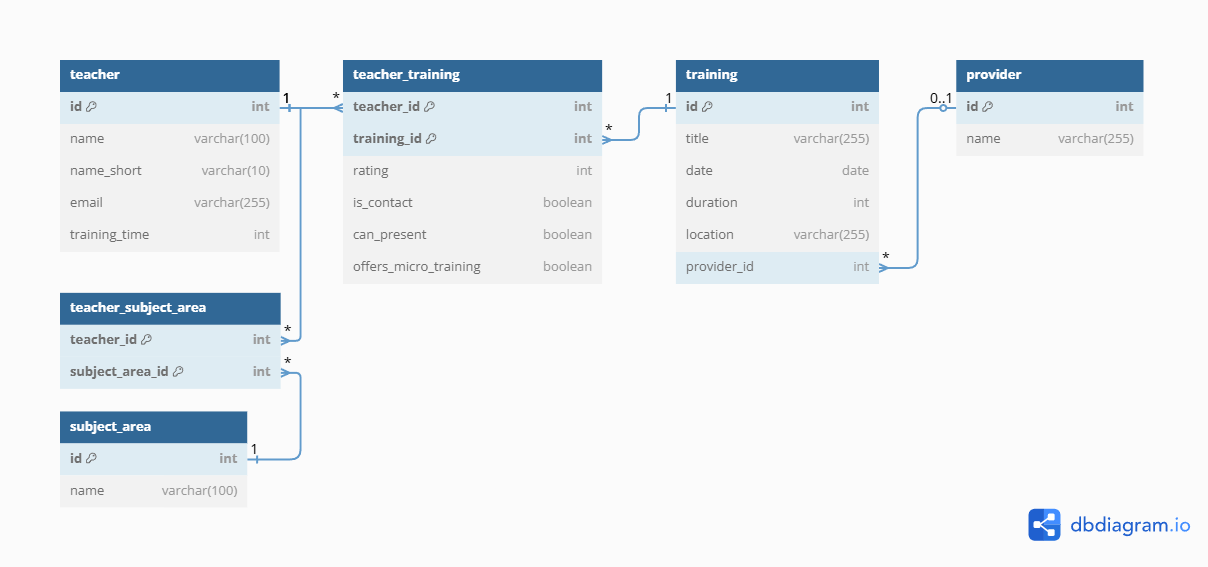 teacher
id int
name varchar(100)
name_short varchar(10)
email varchar(255)
training_time int
1
*
teacher_training
teacher_id int
training_id int
rating int
is_contact boolean
can_present boolean
offers_micro_training boolean
*
1
training
id int
title varchar(255)
date date
duration int
location varchar(255)
provider_id int
*
0..1
provider
id int
name varchar(255)
teacher_subject_area
teacher_id int
subject_area_id int
*
*
subject_area
id int
name varchar(100)
1
dbdiagram.io